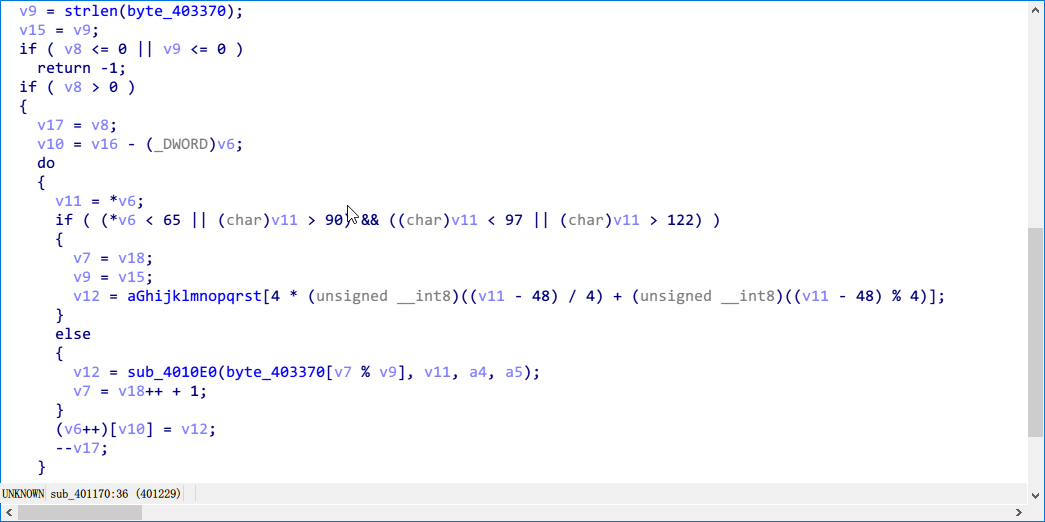 v9 = strlen(byte_403370);
v15 = v9;
if ( v8 <= 0 || v9 <= 0 )
return -1;
if ( v8 > 0 )
{
v17 = v8;
v10 = v16 - (_DWORD)v6;
do
{
v11 = *v6;
if ( (*v6 < 65 || (char)v11 > 90) && ((char)v11 < 97 || (char)v11 > 122) )
{
v7 = v18;
v9 = v15;
v12 = aGhijklmnopqrst[4 * (unsigned __int8)((v11 - 48) / 4) + (unsigned __int8)((v11 - 48) % 4)];
}
else
{
v12 = sub_4010E0(byte_403370[v7 % v9], v11, a4, a5);
v7 = v18++ + 1;
}
(v6++)[v10] = v12;
--v17;
}
UNKNOWN sub_401170:36 (401229)